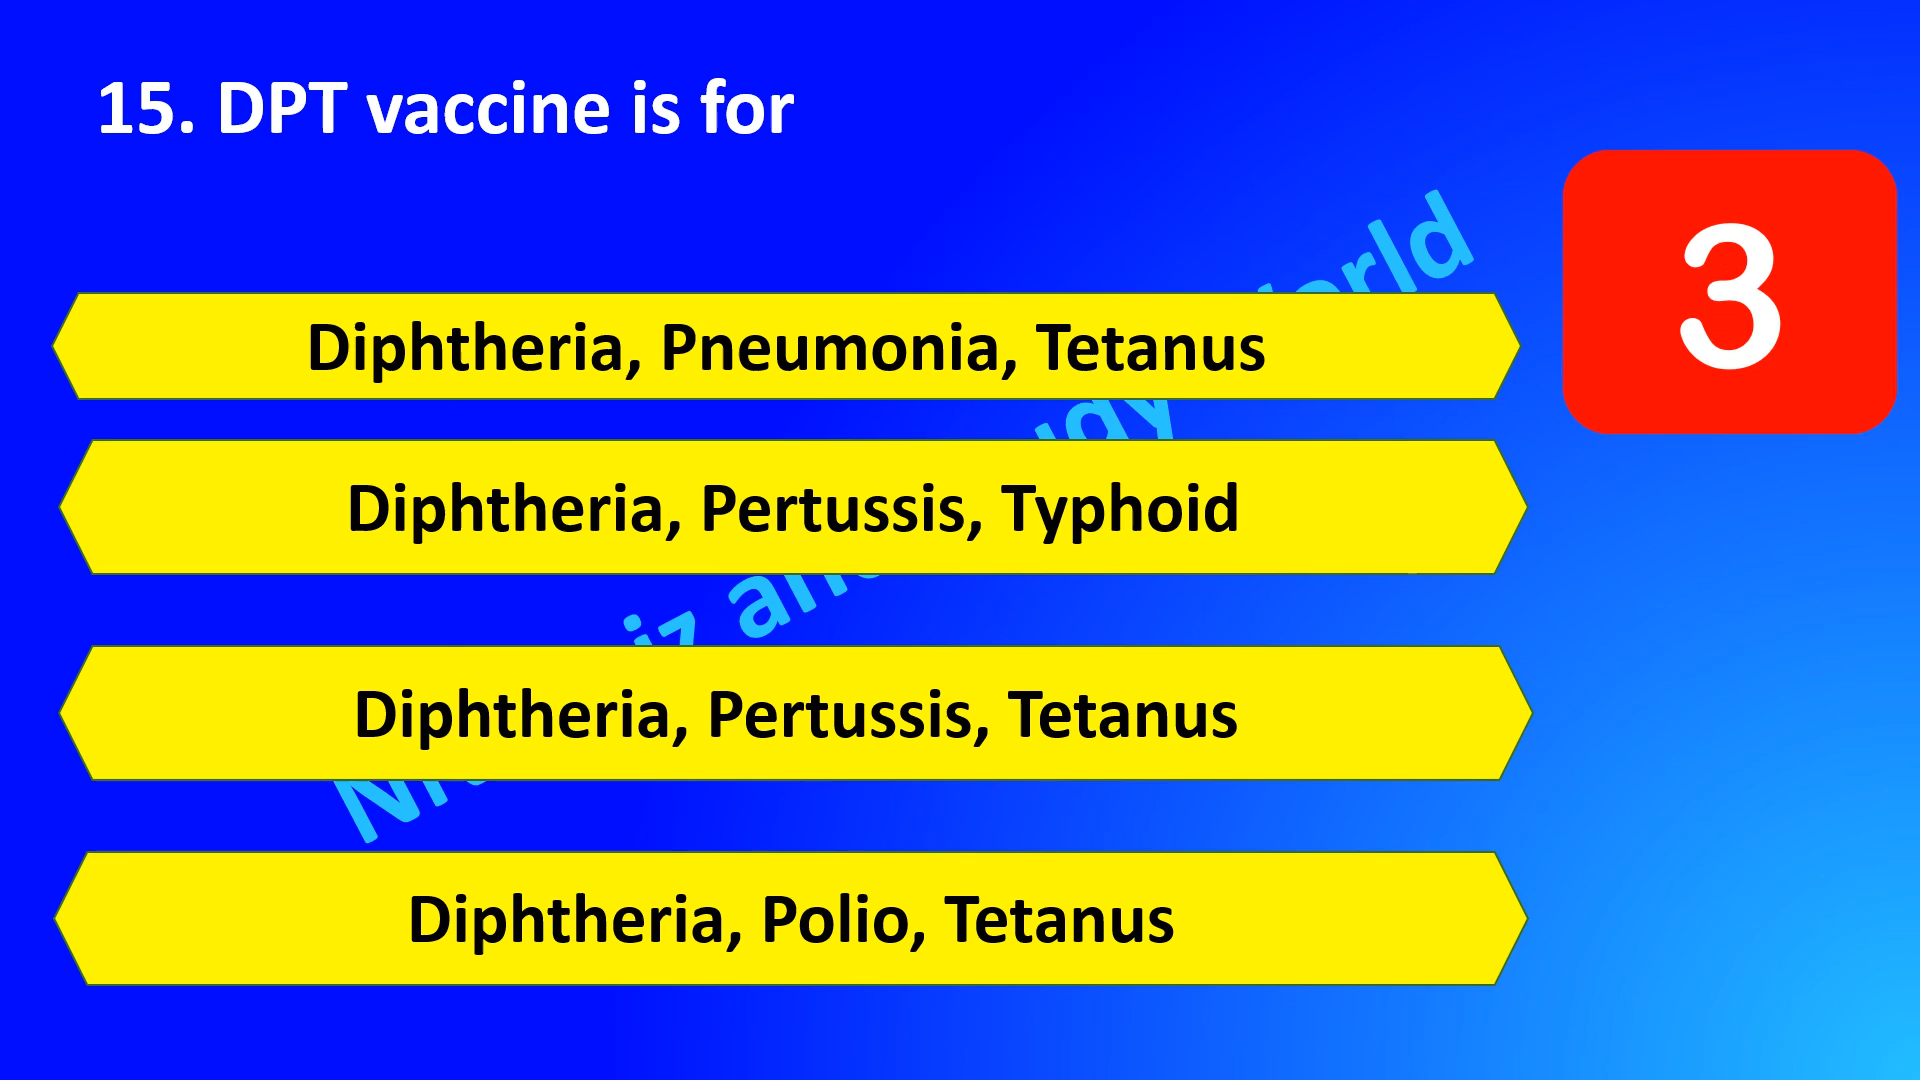 15. DPT vaccine is for
3
Diphtheria, Pneumonia, Tetanus
Diphtheria, Pertussis, Typhoid
Diphtheria, Pertussis, Tetanus
Diphtheria, Polio, Tetanus